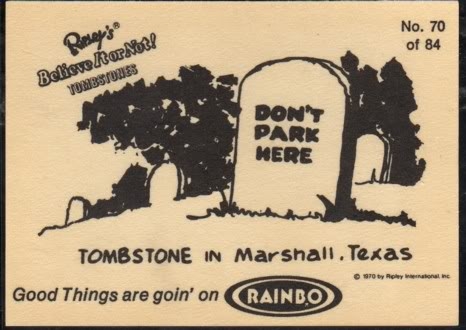 Ripley's®
Believe It or Not!
TOMBSTONES
No. 70
of 84
DON'T
PARK
HERE
TOMBSTONE IN Marshall, Texas
© 1970 by Ripley International, Inc.
Good Things are goin' on RAINBO